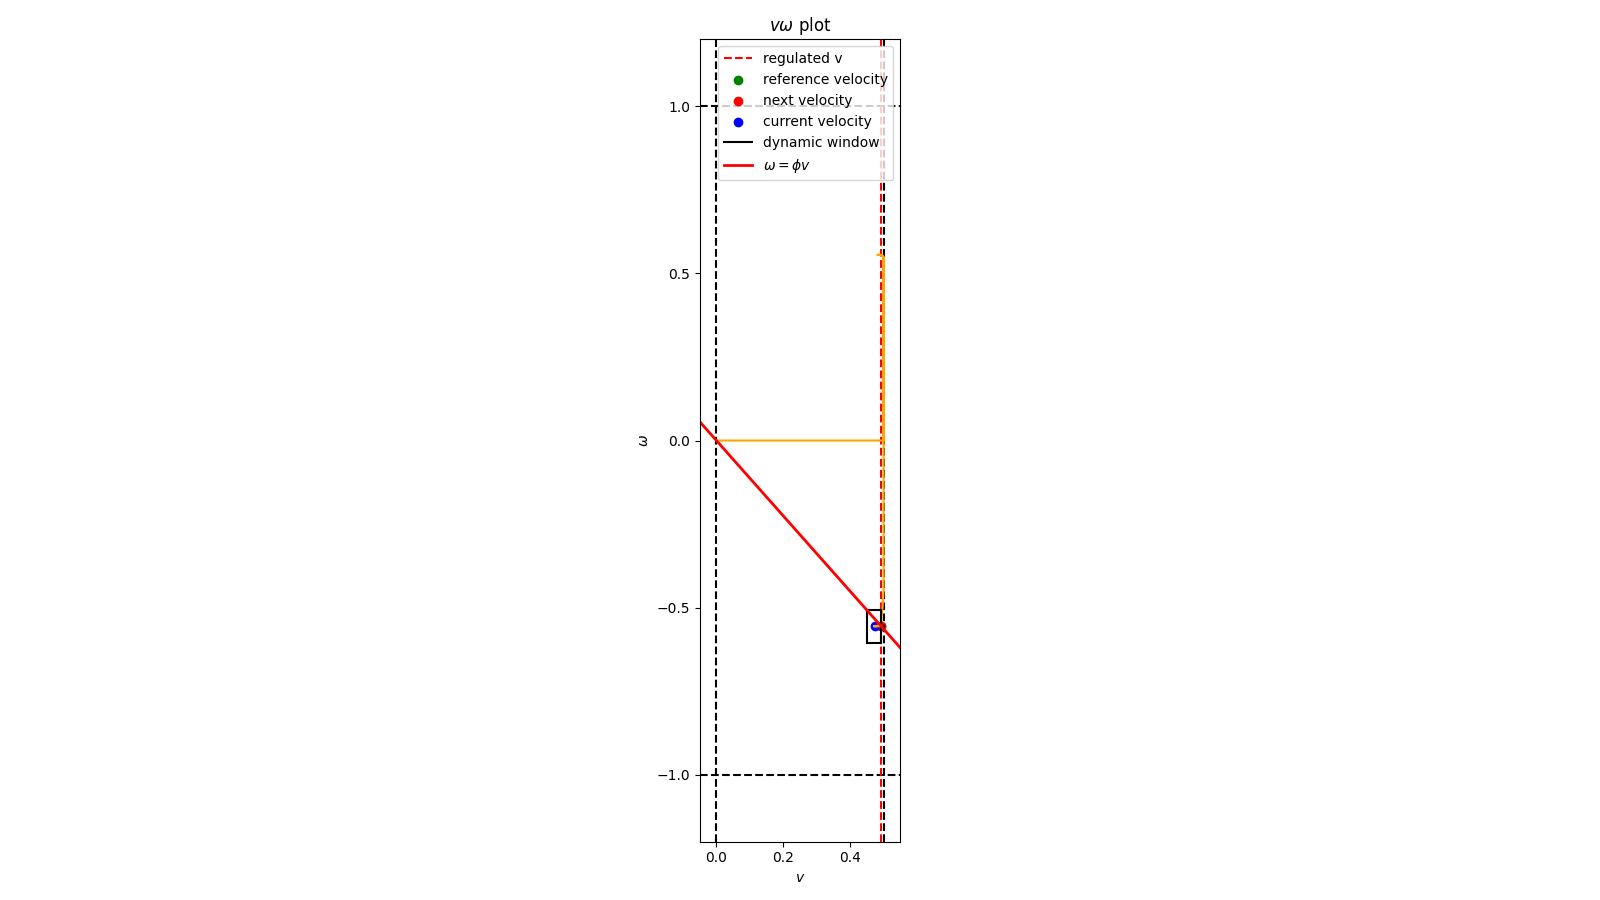 vω plot
regulated v
reference velocity
next velocity
current velocity
dynamic window
ω = ϕv
1.0
0.5
0.0
−0.5
−1.0
ω
0.0 0.2 0.4
v